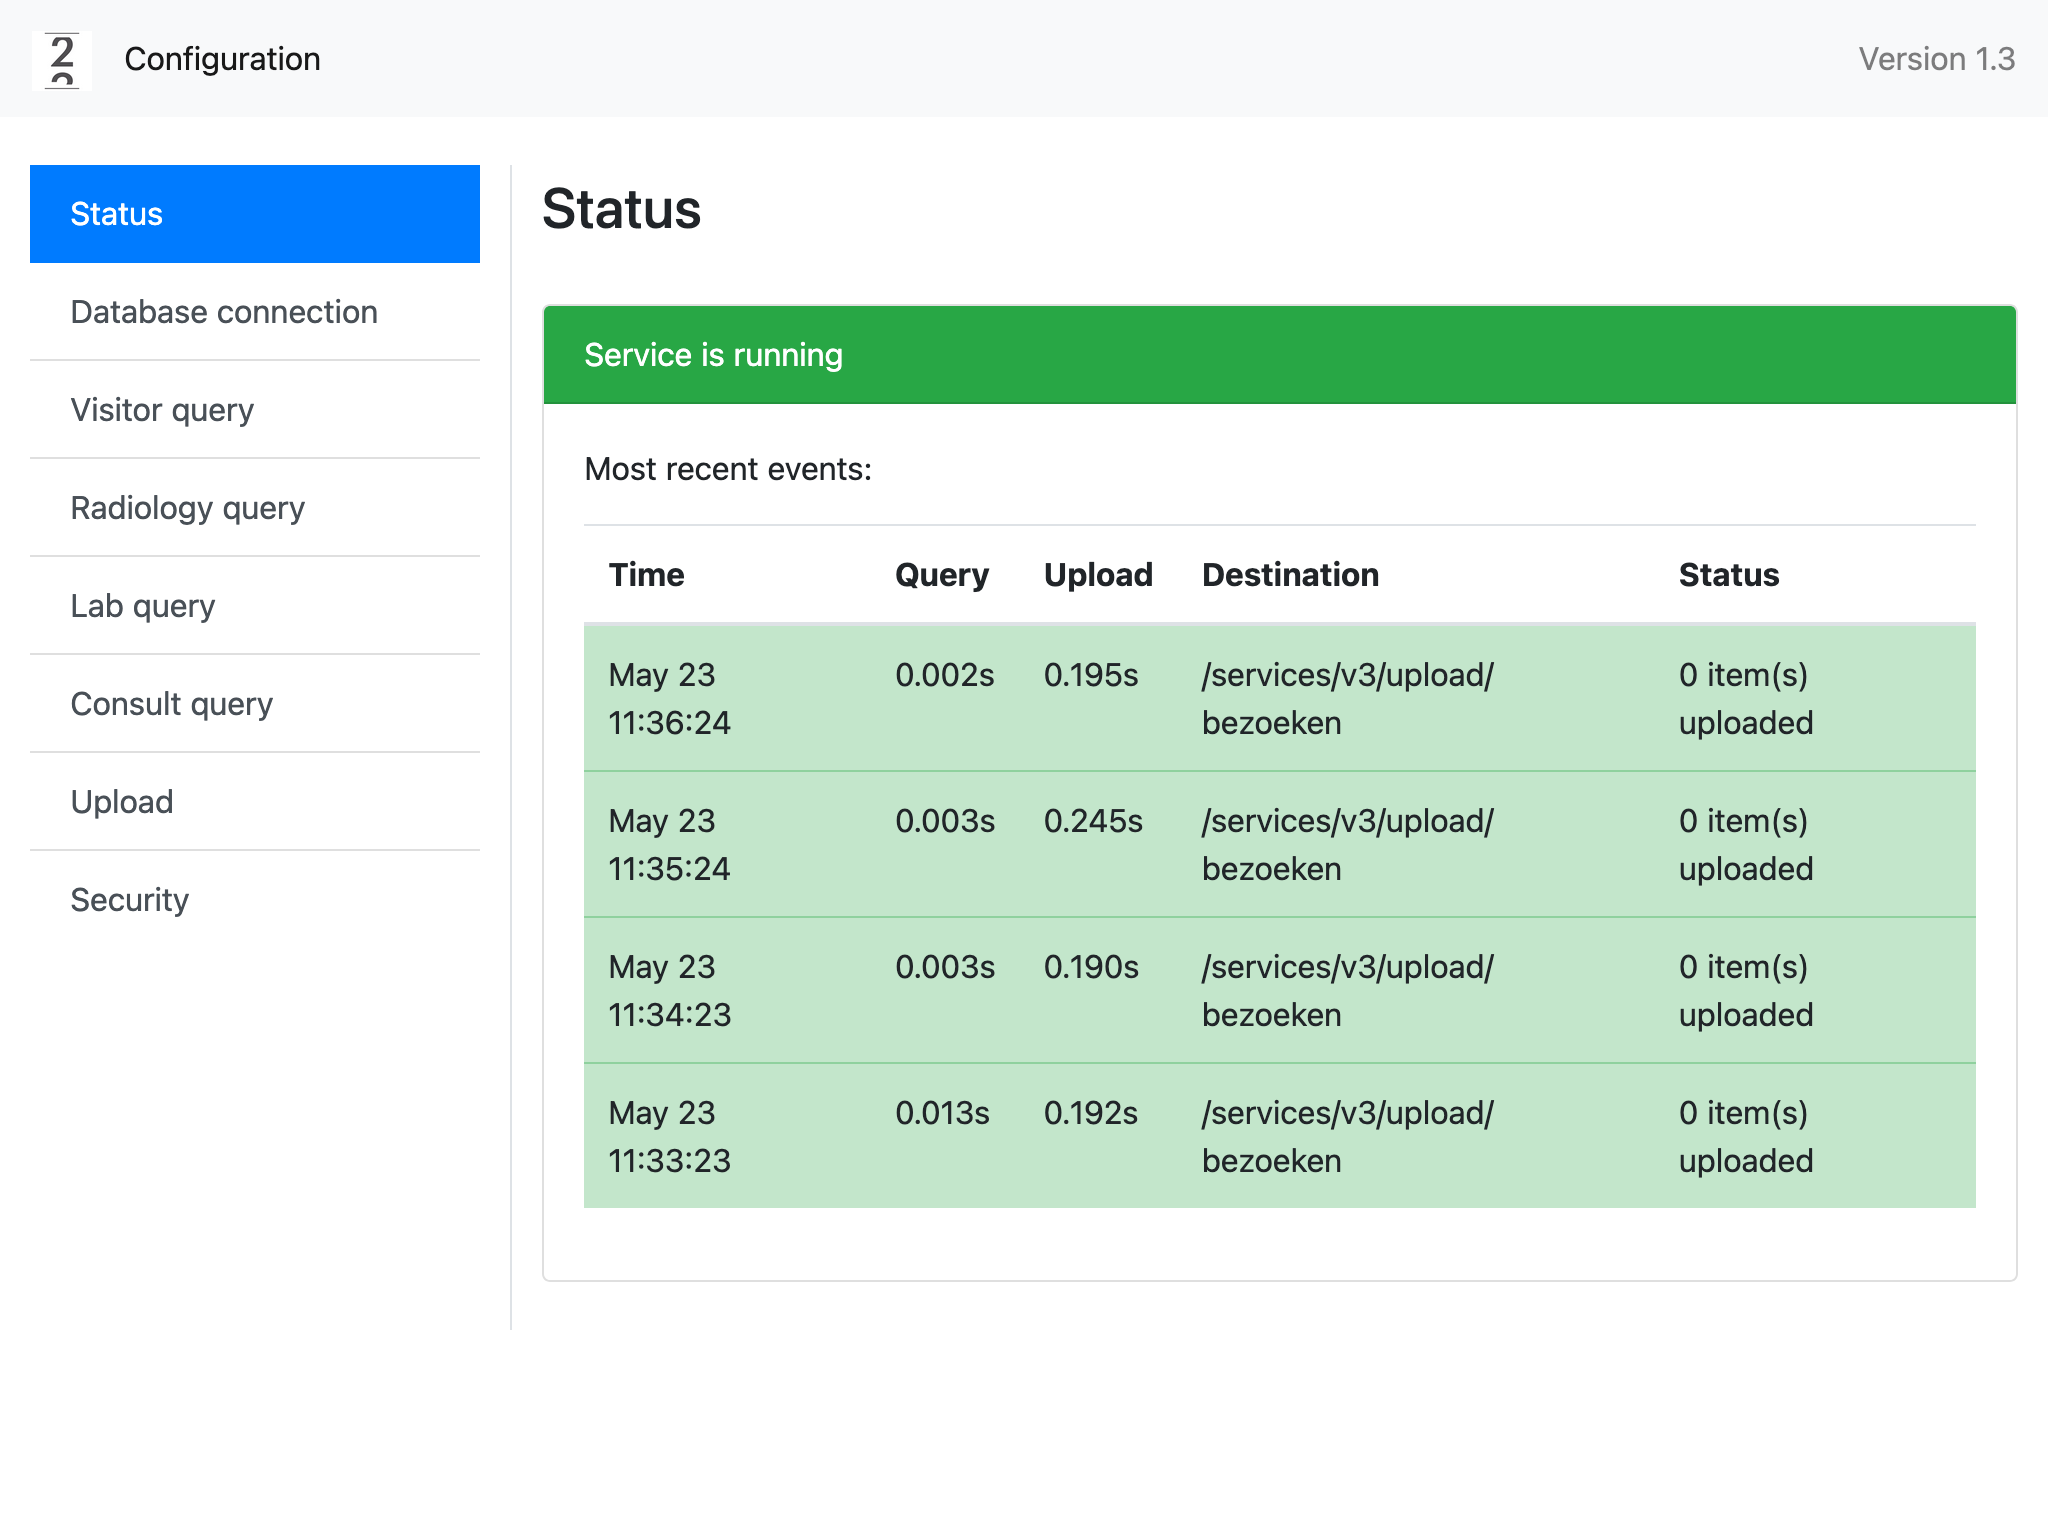 2
Configuration
Version 1.3
Status
Database connection
Visitor query
Radiology query
Lab query
Consult query
Upload
Security
Status
Service is running
Most recent events:
Time Query Upload Destination Status
May 23 0.002s 0.195s /services/v3/upload/ 0 item(s)
11:36:24 bezoeken uploaded
May 23 0.003s 0.245s /services/v3/upload/ 0 item(s)
11:35:24 bezoeken uploaded
May 23 0.003s 0.190s /services/v3/upload/ 0 item(s)
11:34:23 bezoeken uploaded
May 23 0.013s 0.192s /services/v3/upload/ 0 item(s)
11:33:23 bezoeken uploaded